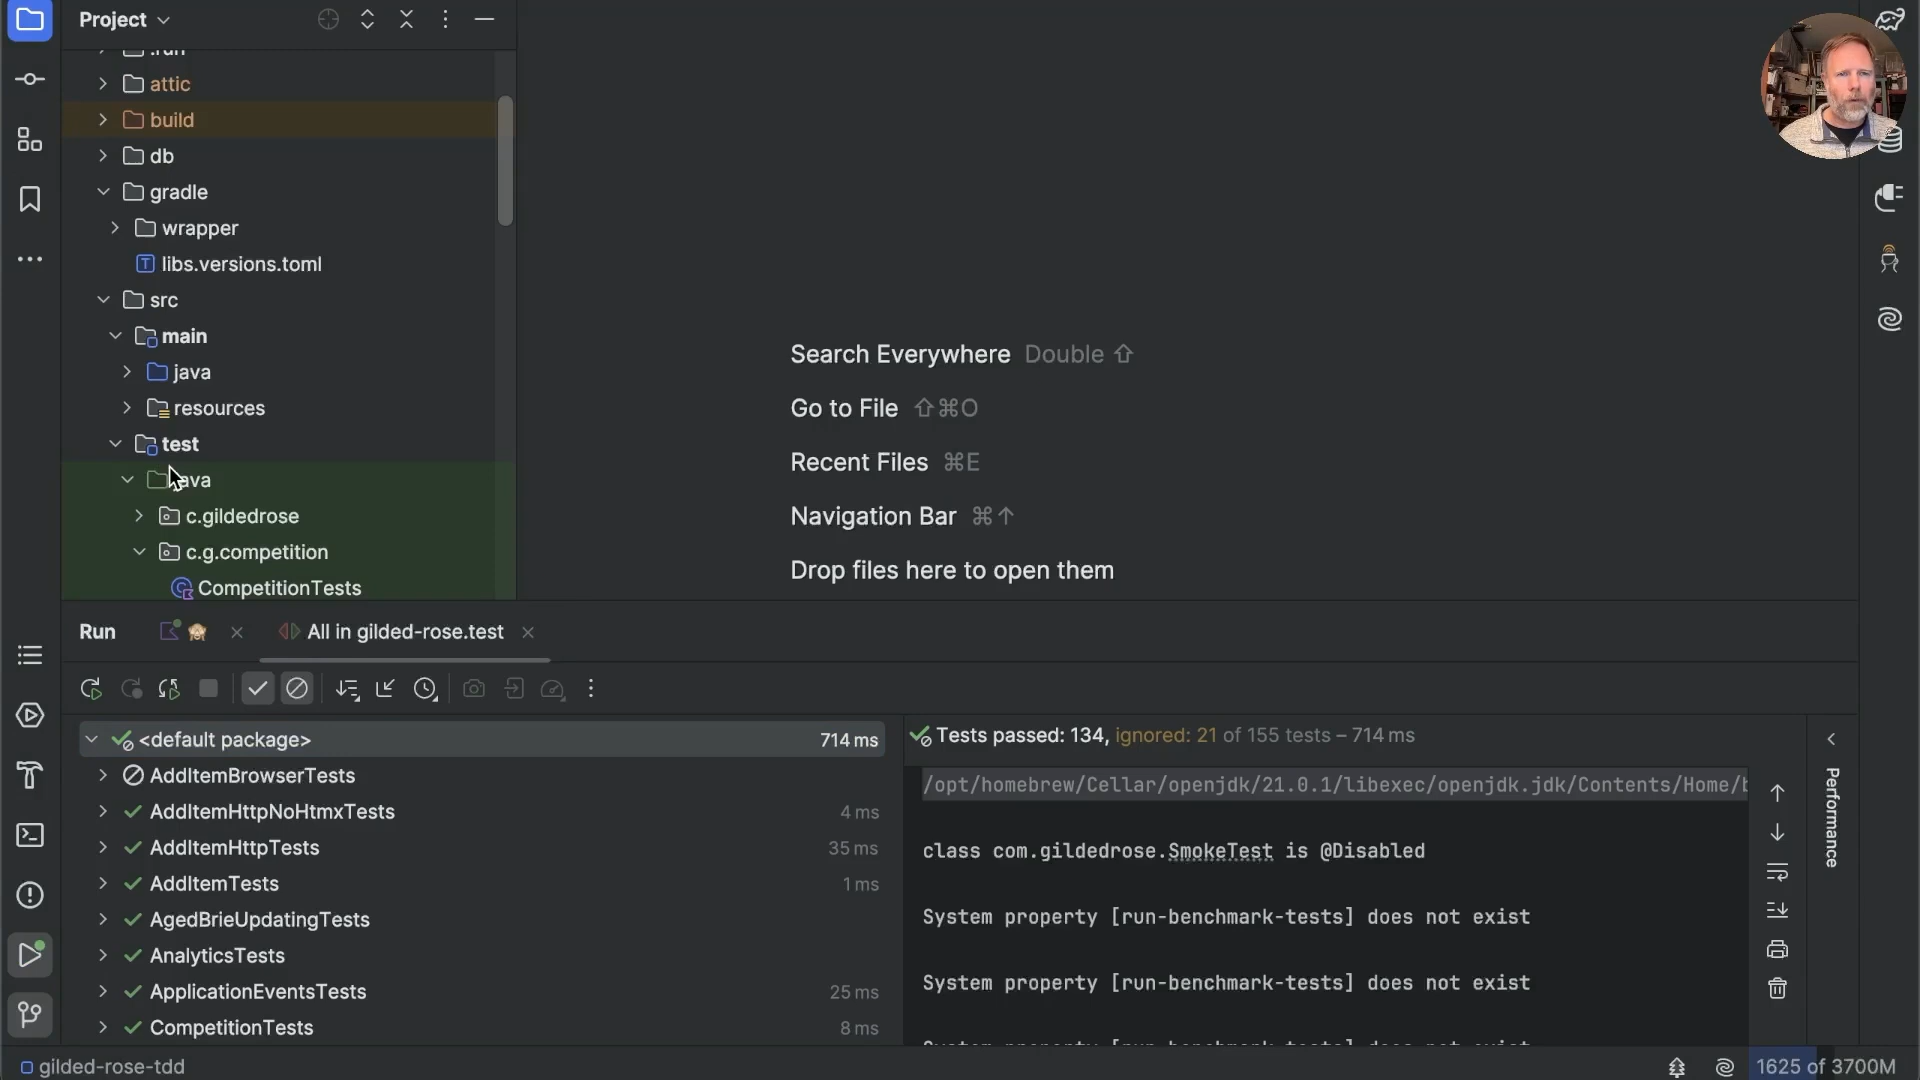 Project
.run
attic
build
db
gradle
wrapper
libs.versions.toml
src
main
java
resources
test
c.gildedrose
c.g.competition
CompetitionTests
Search Everywhere Double ⇧
Go to File ⇧⌘O
Recent Files ⌘E
Navigation Bar ⌘↑
Drop files here to open them
Run
All in gilded-rose.test
<default package> 714 ms
AddItemBrowserTests
AddItemHttpNoHtmxTests 4 ms
AddItemHttpTests 35 ms
AddItemTests 1 ms
AgedBrieUpdatingTests
AnalyticsTests
ApplicationEventsTests 25 ms
CompetitionTests 8 ms
Tests passed: 134, ignored: 21 of 155 tests – 714 ms
/opt/homebrew/Cellar/openjdk/21.0.1/libexec/openjdk.jdk/Contents/Home/
class com.gildedrose.SmokeTest is @Disabled
System property [run-benchmark-tests] does not exist
System property [run-benchmark-tests] does not exist
Performance
gilded-rose-tdd
1625 of 3700M